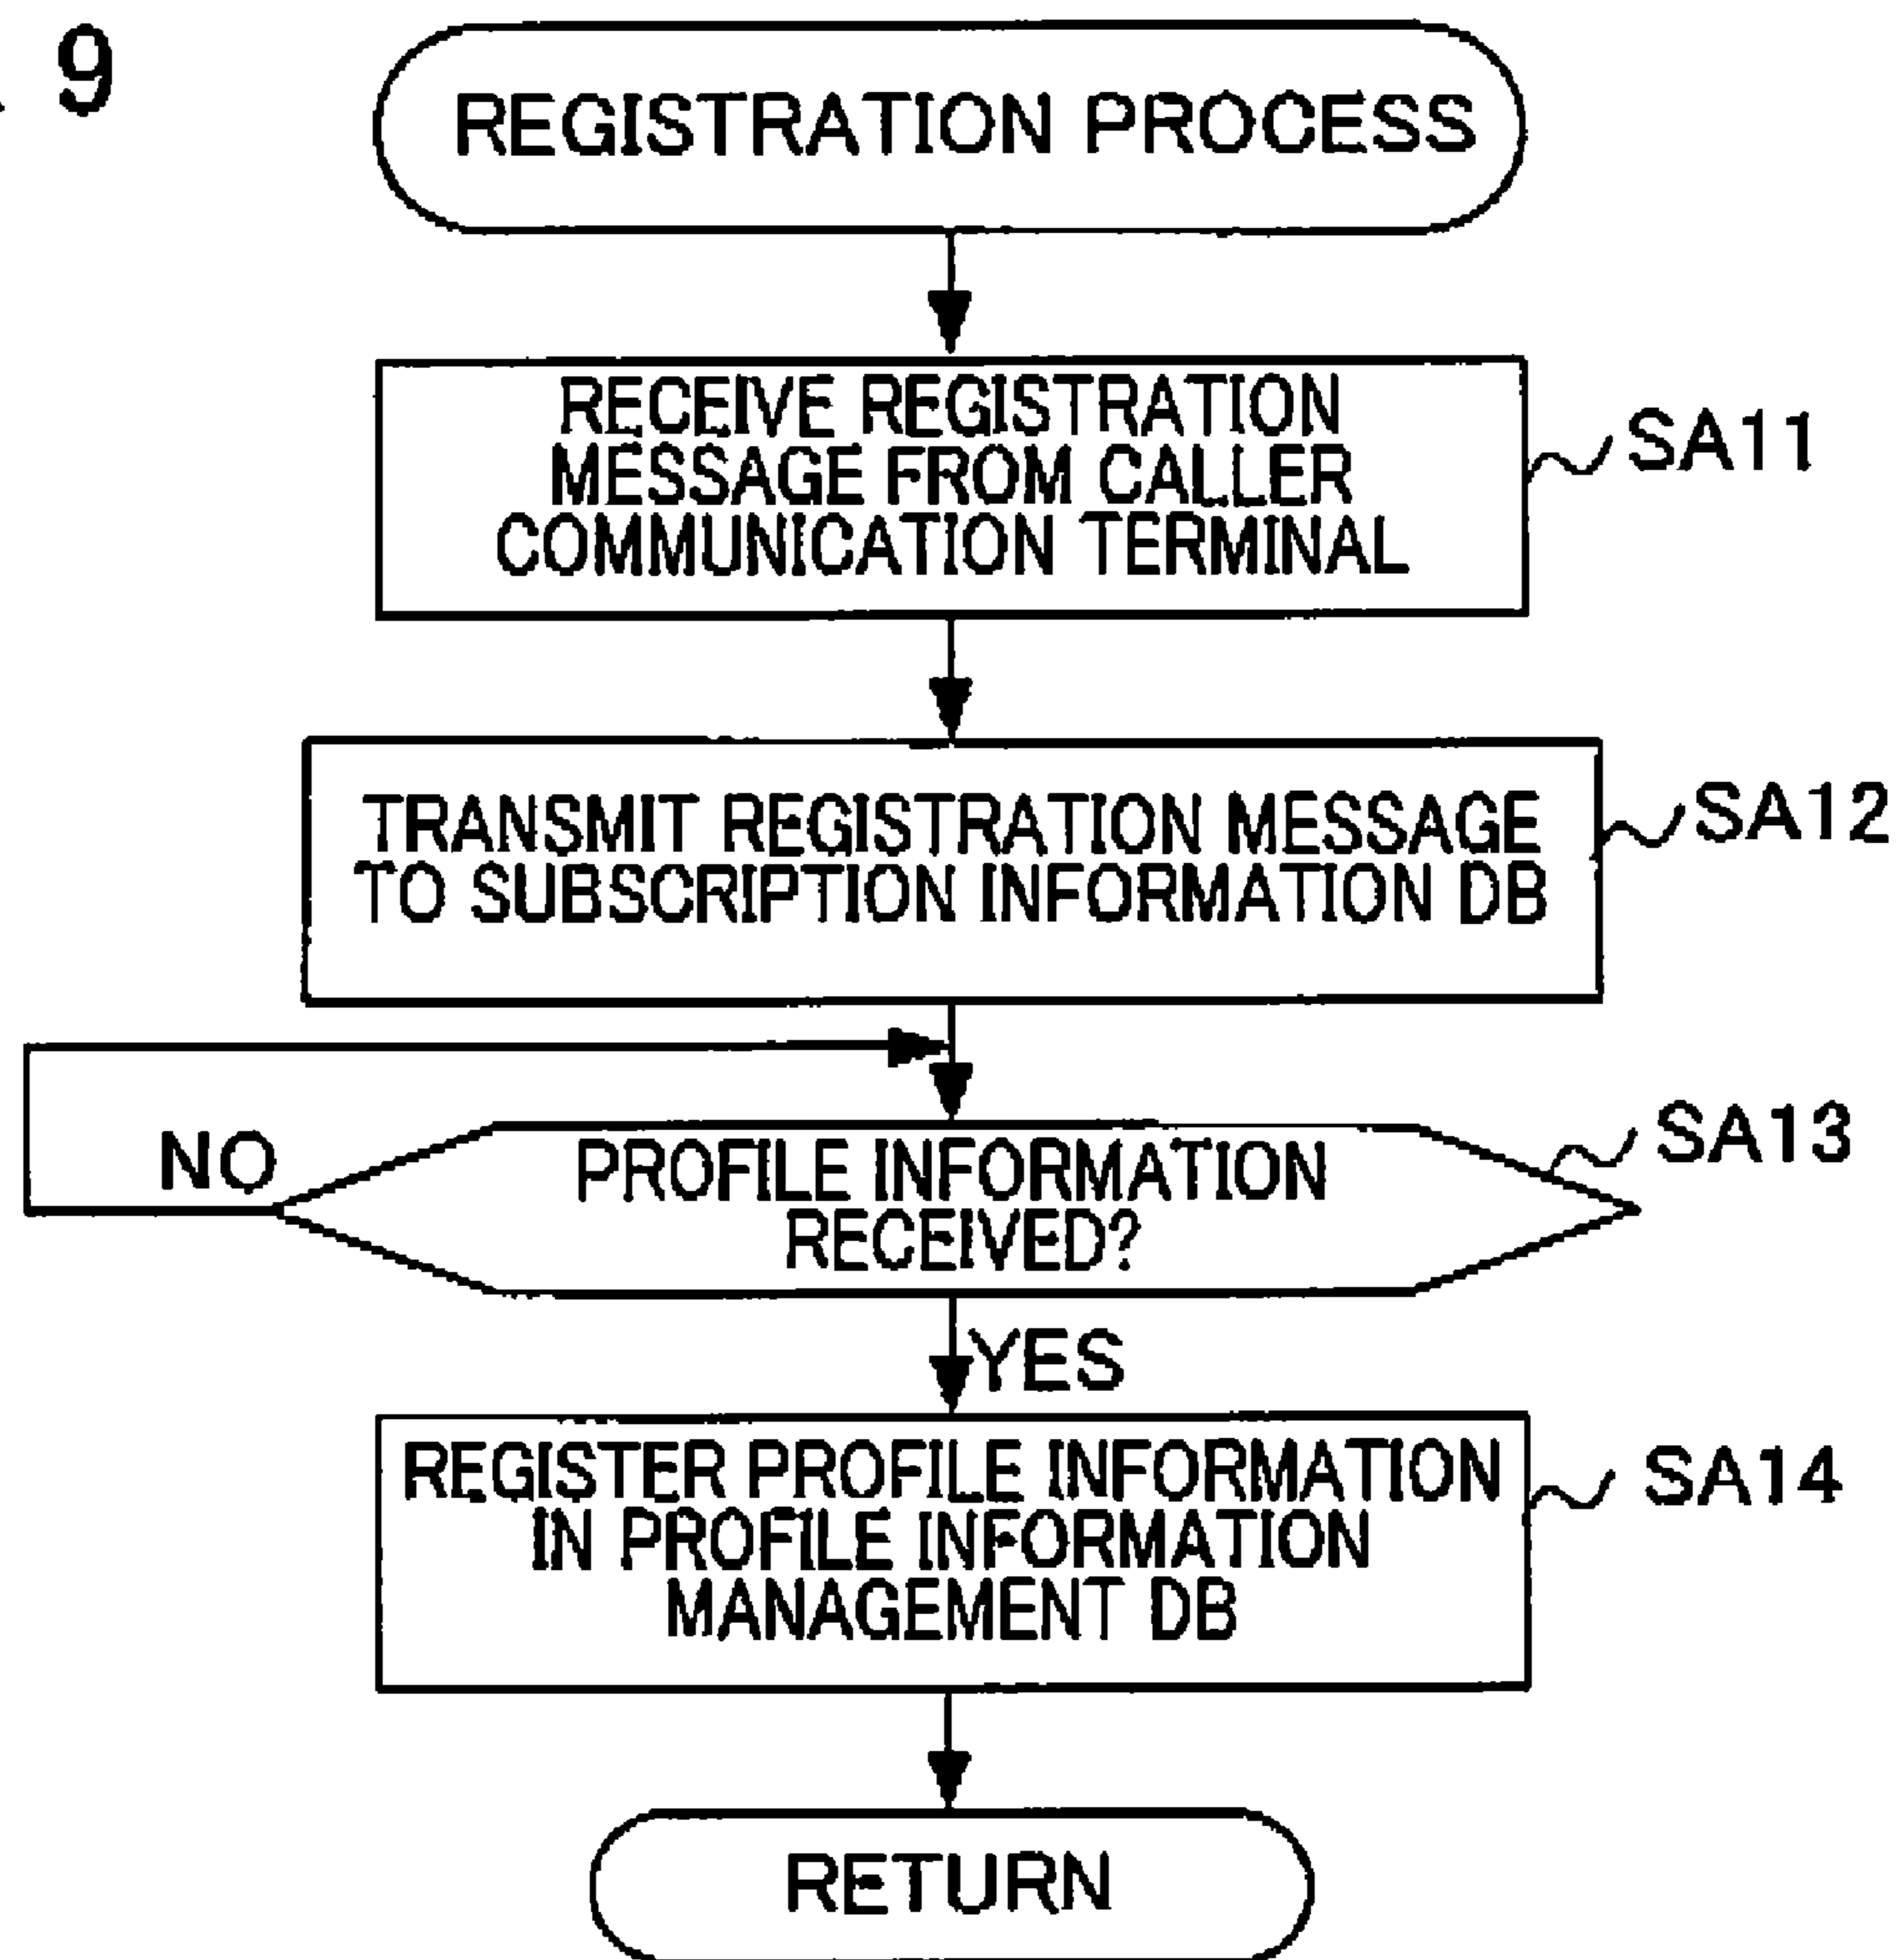 9
REGISTRATION PROCESS
RECEIVE REGISTRATION
MESSAGE FROM CALLER
COMMUNICATION TERMINAL
SA11
TRANSMIT REGISTRATION MESSAGE
TO SUBSCRIPTION INFORMATION DB
SA12
NO
PROFILE INFORMATION
RECEIVED?
SA13
YES
REGISTER PROFILE INFORMATION
IN PROFILE INFORMATION
MANAGEMENT DB
SA14
RETURN